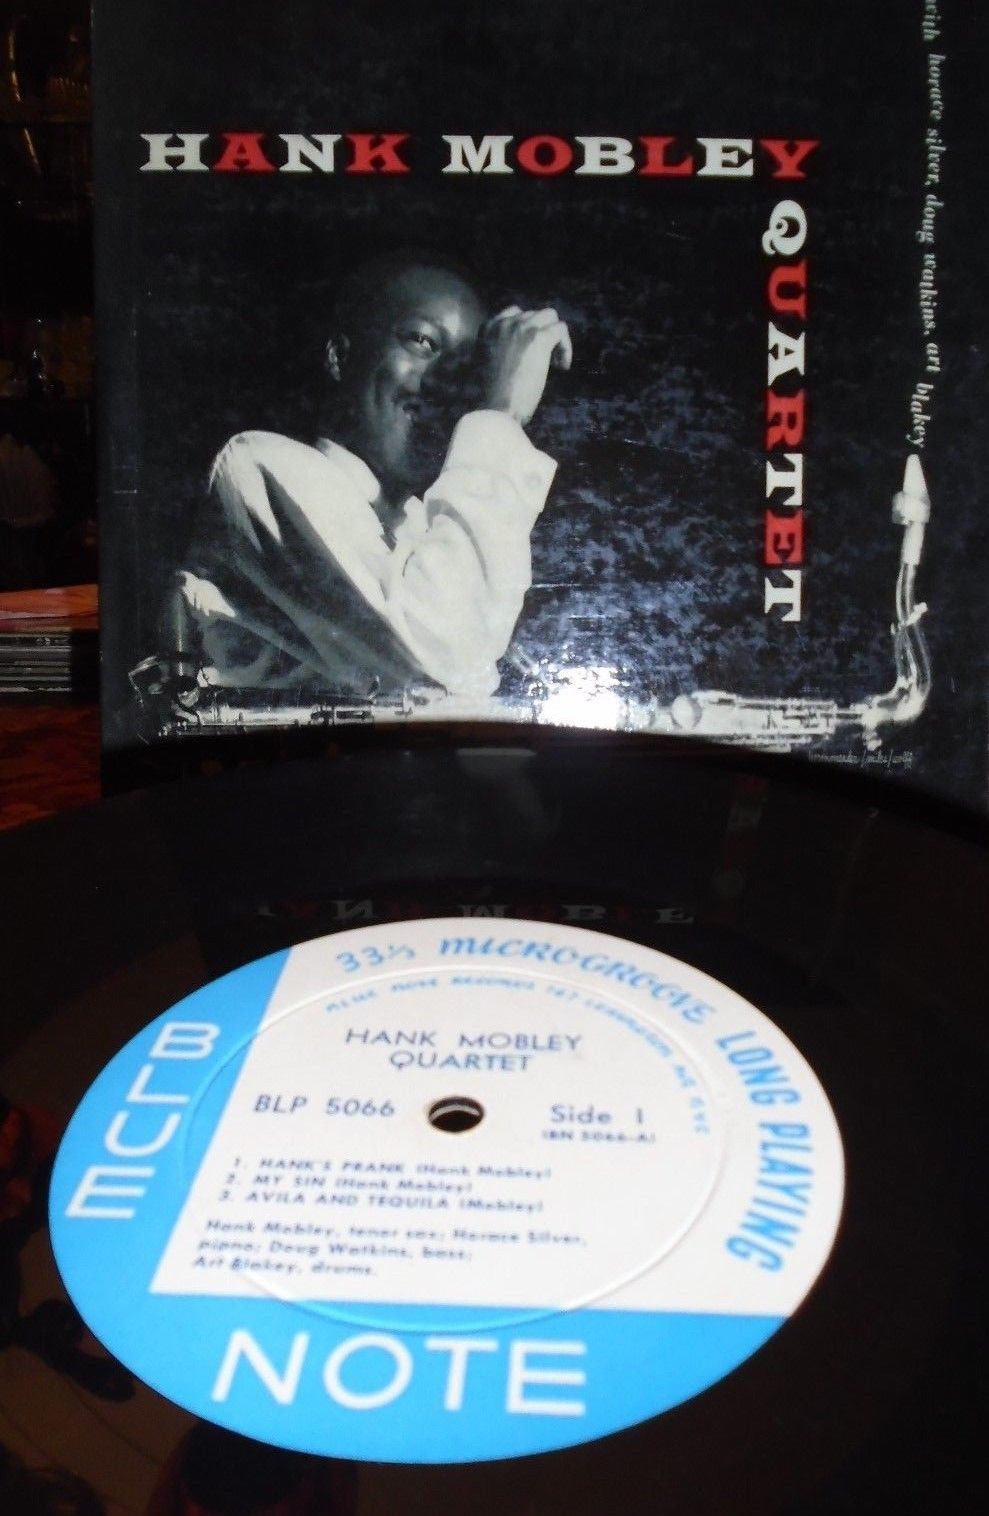 HANK MOBLEY
QUARTET
with horace silver, doug watkins, art blakey
33⅓ MICROGROOVE LONG PLAYING
BLUE NOTE RECORDS 767 LEXINGTON AVE
HANK MOBLEY
QUARTET
BLP 5066
Side 1
(BN 5066-A)
1. HANK'S PRANK (Hank Mobley)
2. MY SIN (Hank Mobley)
3. AVILA AND TEQUILA (Mobley)
Hank Mobley, tenor sax; Horace Silver,
piano; Doug Watkins, bass;
Art Blakey, drums.
BLUE
NOTE